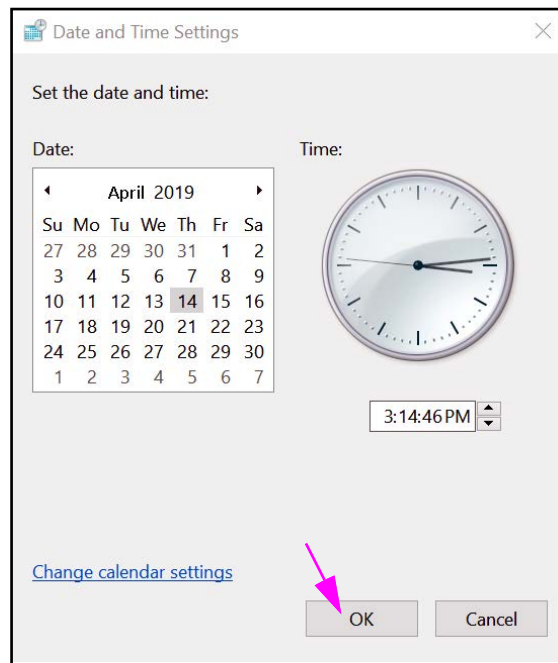 Date and Time Settings
Set the date and time:
Date:
Time:
April 2019
Su Mo Tu We Th Fr Sa
27 28 29 30 31 1 2
3 4 5 6 7 8 9
10 11 12 13 14 15 16
17 18 19 20 21 22 23
24 25 26 27 28 29 30
1 2 3 4 5 6 7
3:14:46 PM
Change calendar settings
OK
Cancel